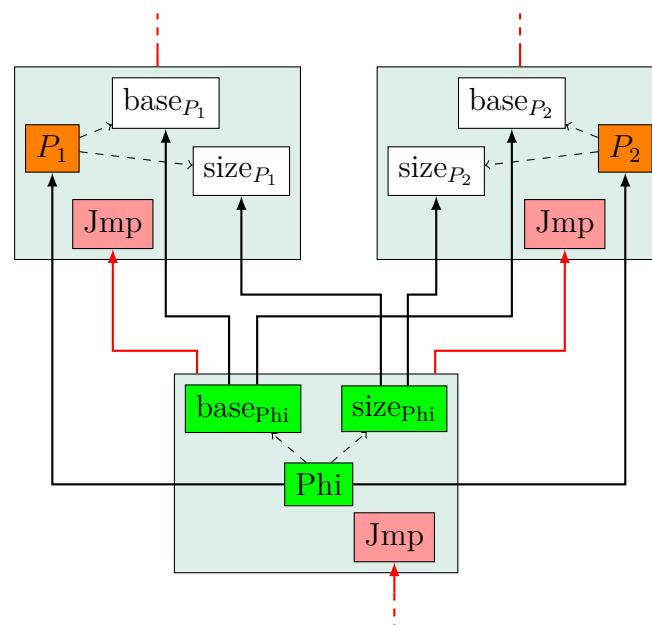 base_{P_1}
P_1
size_{P_1}
Jmp
base_{P_2}
P_2
size_{P_2}
Jmp
base_{Phi}
size_{Phi}
Phi
Jmp